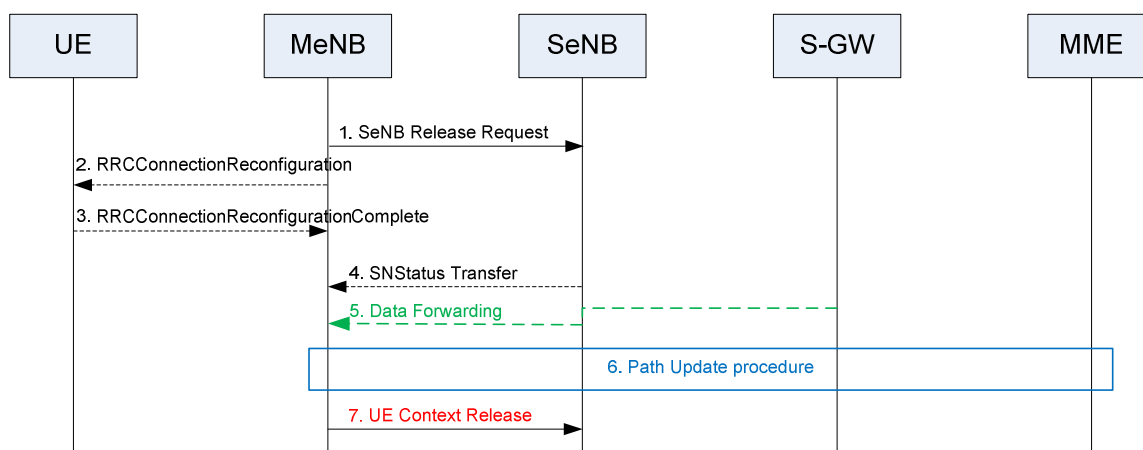 UE
MeNB
SeNB
S-GW
MME
1. SeNB Release Request
2. RRCConnectionReconfiguration
3. RRCConnectionReconfigurationComplete
4. SNStatus Transfer
5. Data Forwarding
6. Path Update procedure
7. UE Context Release